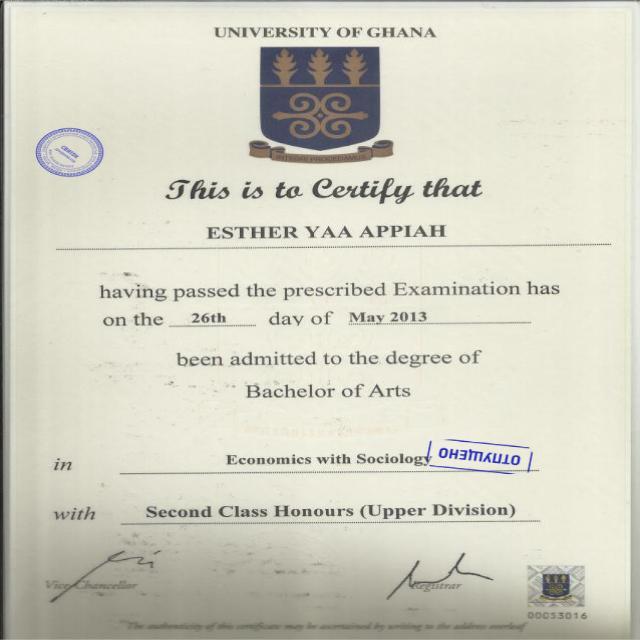 UNIVERSITY OF GHANA
INTEGRI PROCEDAMUS
This is to Certify that
ESTHER YAA APPIAH
having passed the prescribed Examination has
on the 26th day of May 2013
been admitted to the degree of
Bachelor of Arts
in Economics with Sociology
ОТПУЩЕНО
with Second Class Honours (Upper Division)
Vice-Chancellor Registrar
00053016
The authenticity of this certificate may be ascertained by writing to the address overleaf